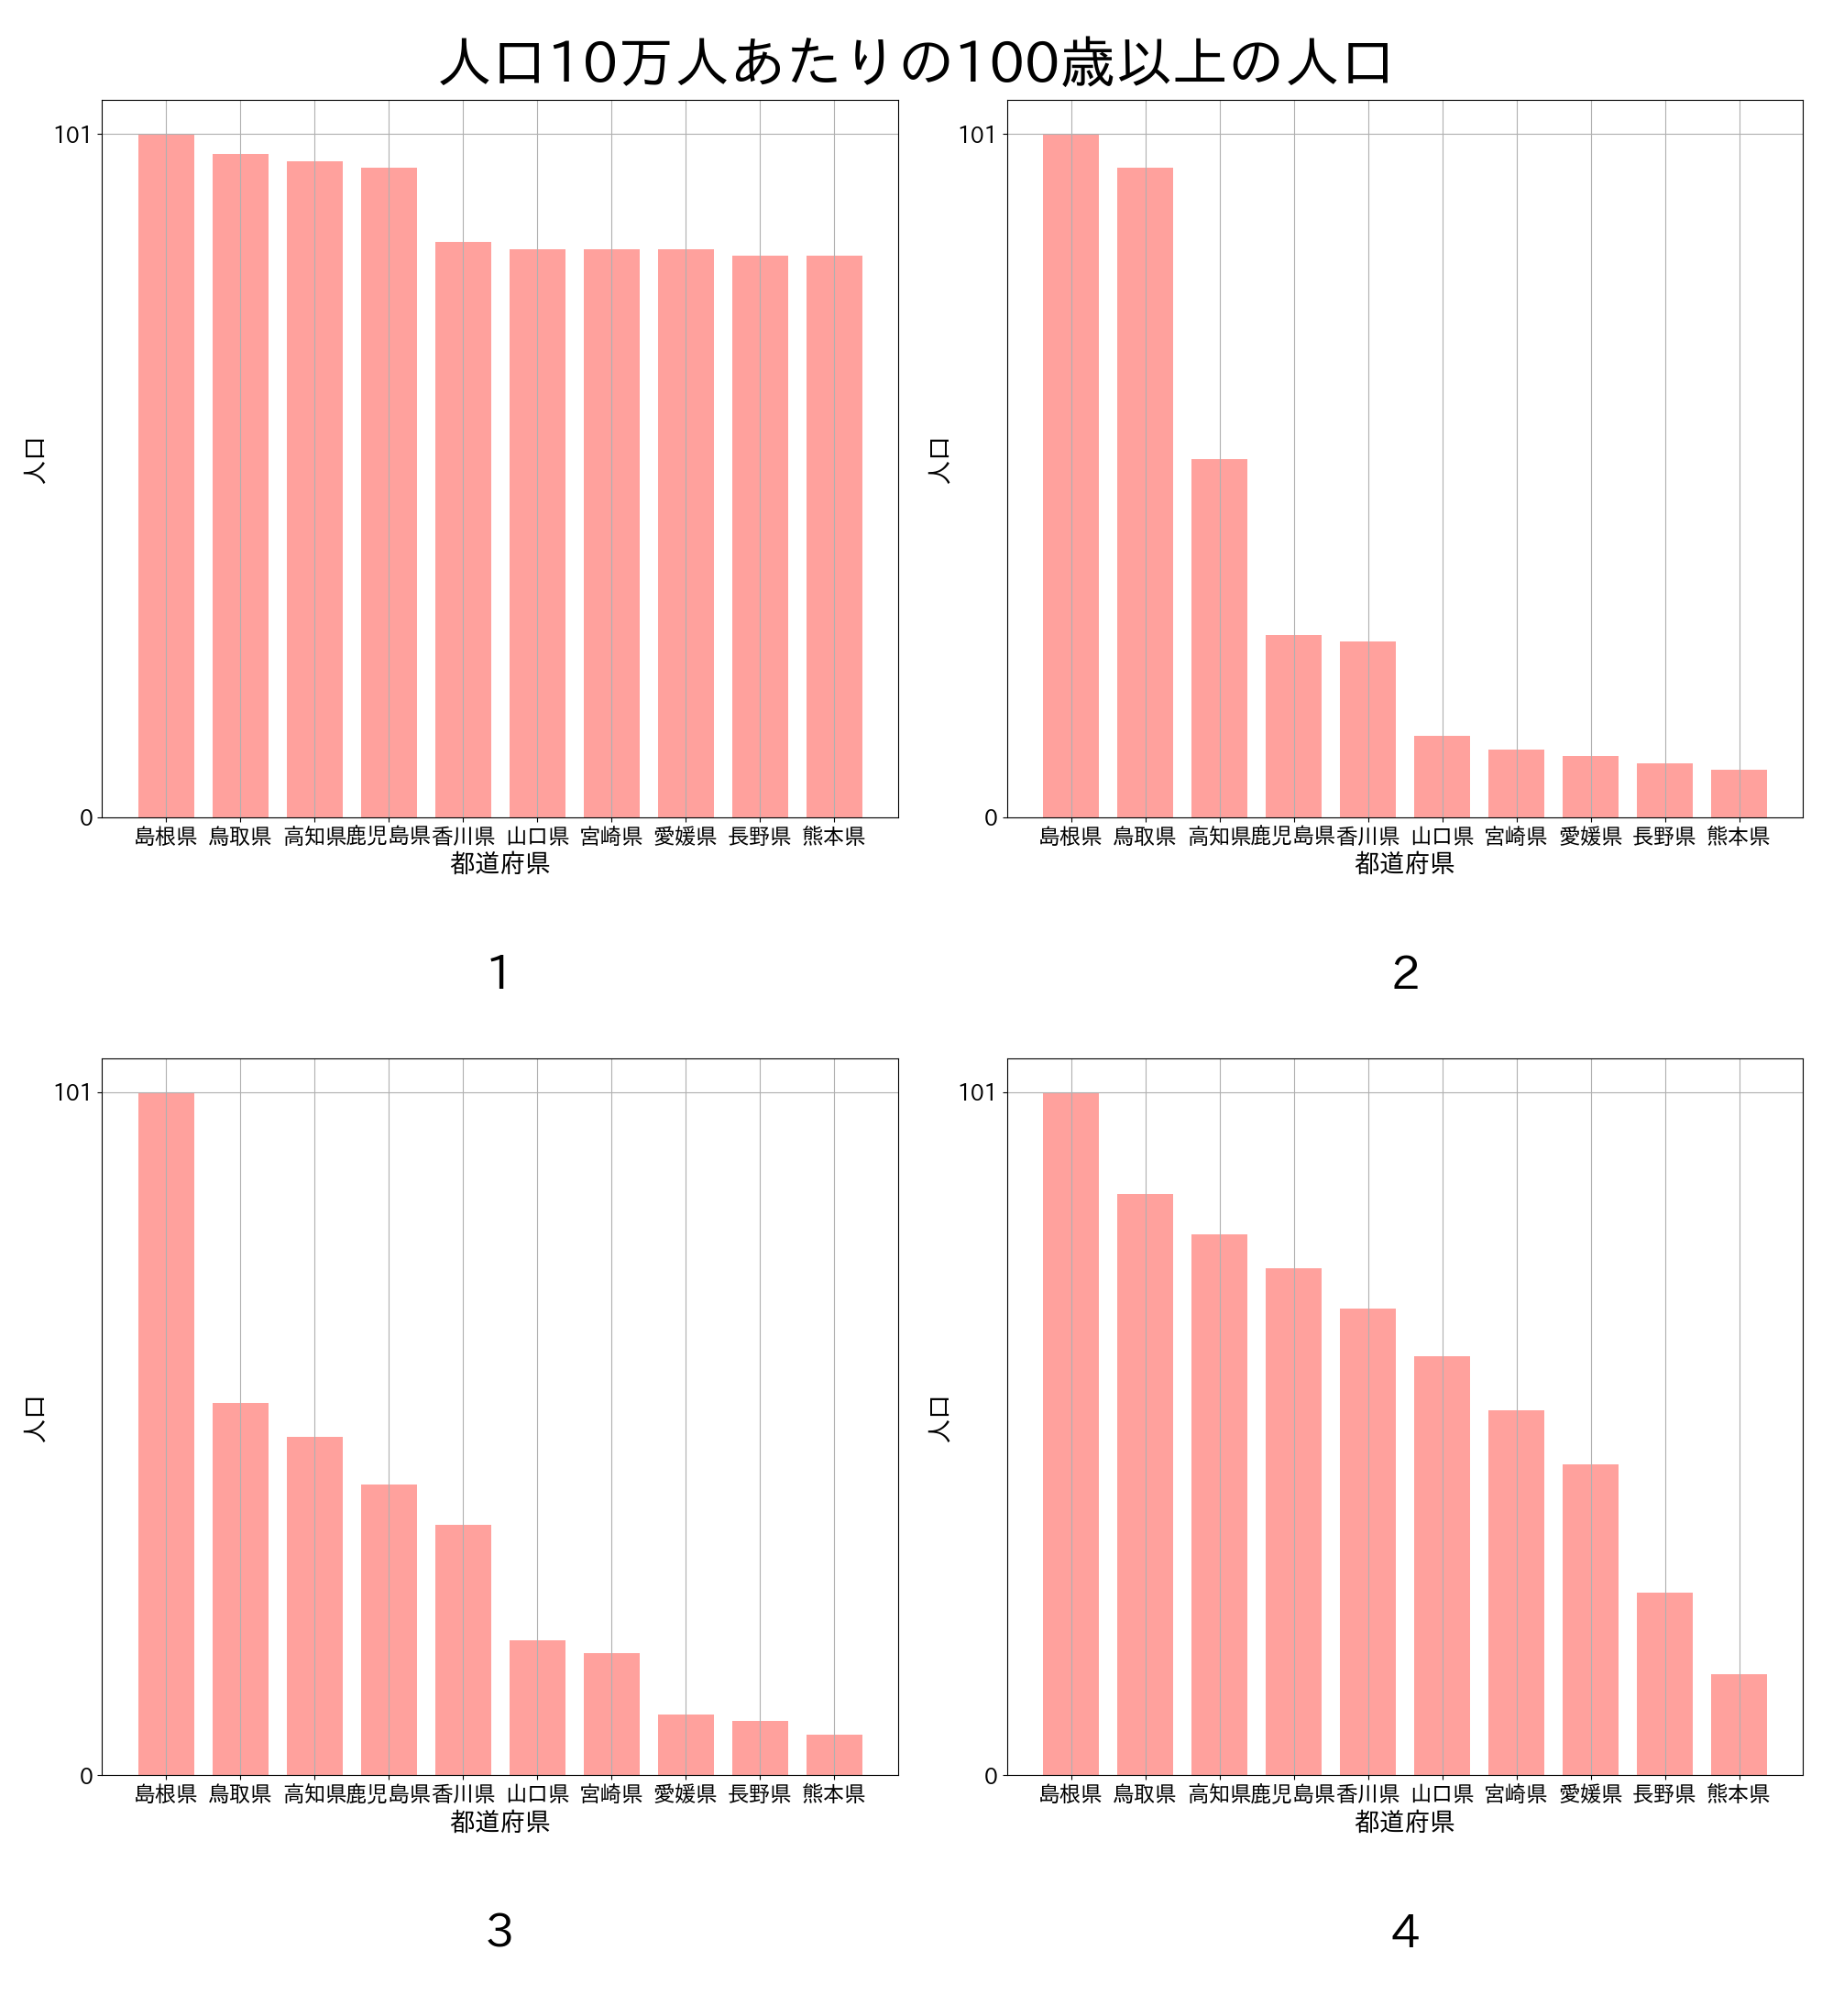 人口10万人あたりの100歳以上の人口
101
0
人口
島根県 鳥取県 高知県 鹿児島県 香川県 山口県 宮崎県 愛媛県 長野県 熊本県
都道府県
1
101
0
人口
島根県 鳥取県 高知県 鹿児島県 香川県 山口県 宮崎県 愛媛県 長野県 熊本県
都道府県
2
101
0
人口
島根県 鳥取県 高知県 鹿児島県 香川県 山口県 宮崎県 愛媛県 長野県 熊本県
都道府県
3
101
0
人口
島根県 鳥取県 高知県 鹿児島県 香川県 山口県 宮崎県 愛媛県 長野県 熊本県
都道府県
4